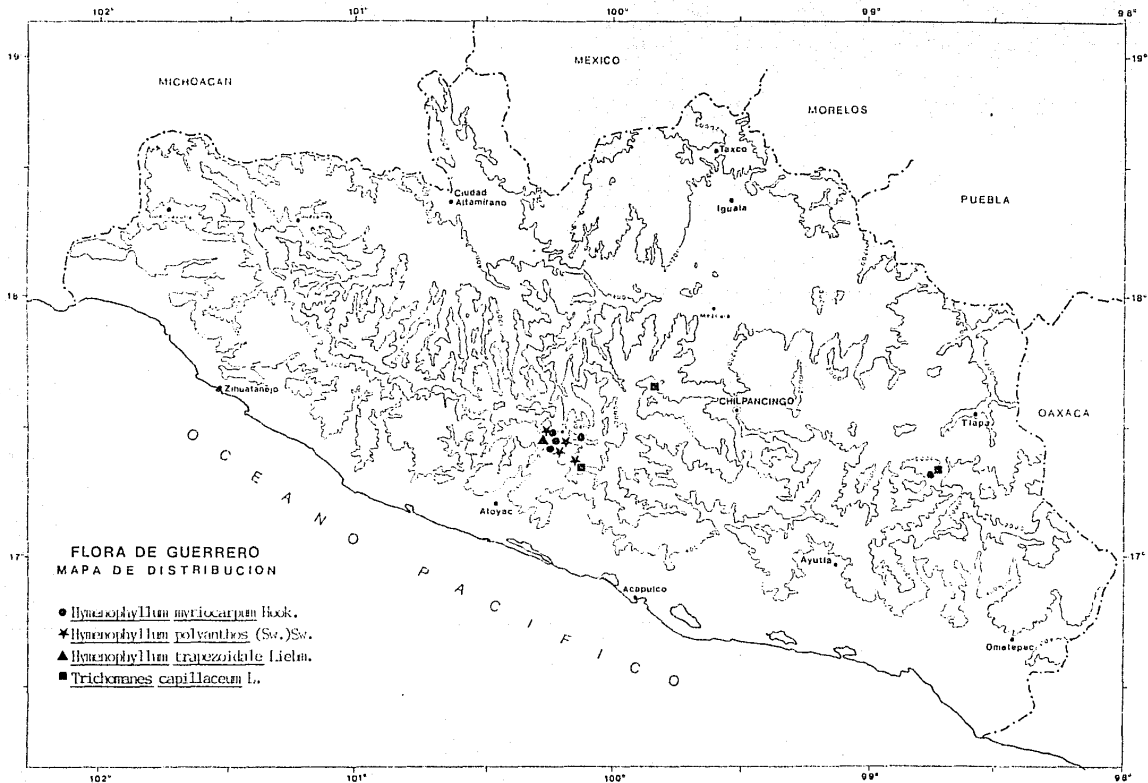 102° 101° 100° 99° 98°
19° 19°
MICHOACAN
MEXICO
MORELOS
PUEBLA
Taxco
Ciudad
Altamirano
Iguala
18° 18°
Zihuatanejo
CHILPANCINGO
Tlapa
OAXACA
Atoyac
Ayutla
17° 17°
Acapulco
Ometepec
OCEANO PACIFICO
FLORA DE GUERRERO
MAPA DE DISTRIBUCION
Hymenophyllum myriocarpum Hook.
Hymenophyllum polyanthos (Sw.)Sw.
Hymenophyllum trapezoidale Liebm.
Trichomanes capillaceum L.
102° 101° 100° 99° 98°